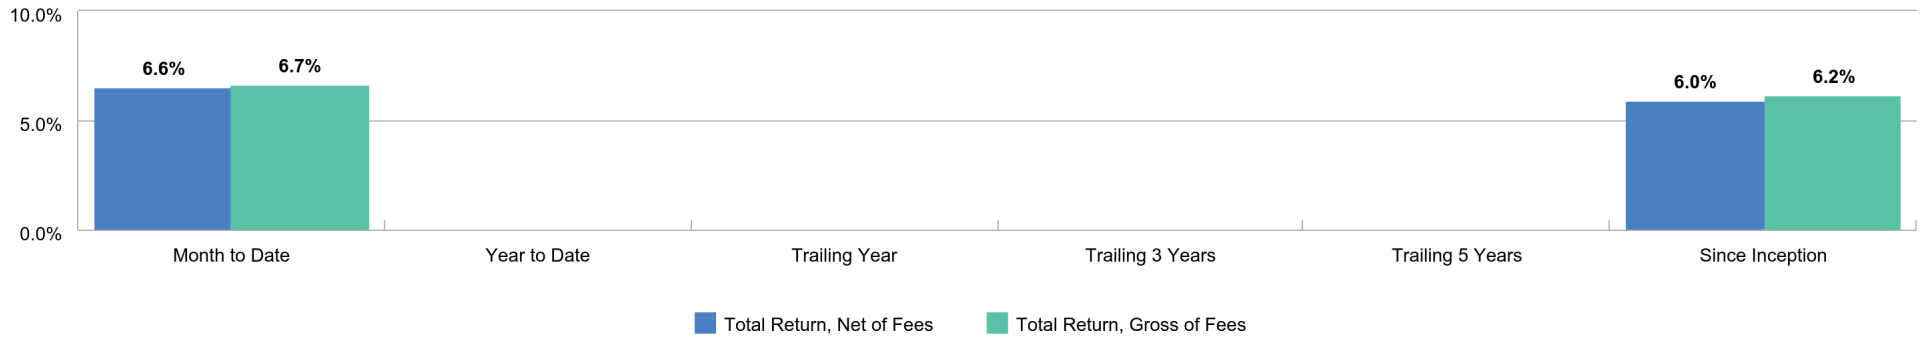 10.0%
6.6%
6.7%
6.0%
6.2%
5.0%
0.0%
Month to Date
Year to Date
Trailing Year
Trailing 3 Years
Trailing 5 Years
Since Inception
Total Return, Net of Fees
Total Return, Gross of Fees